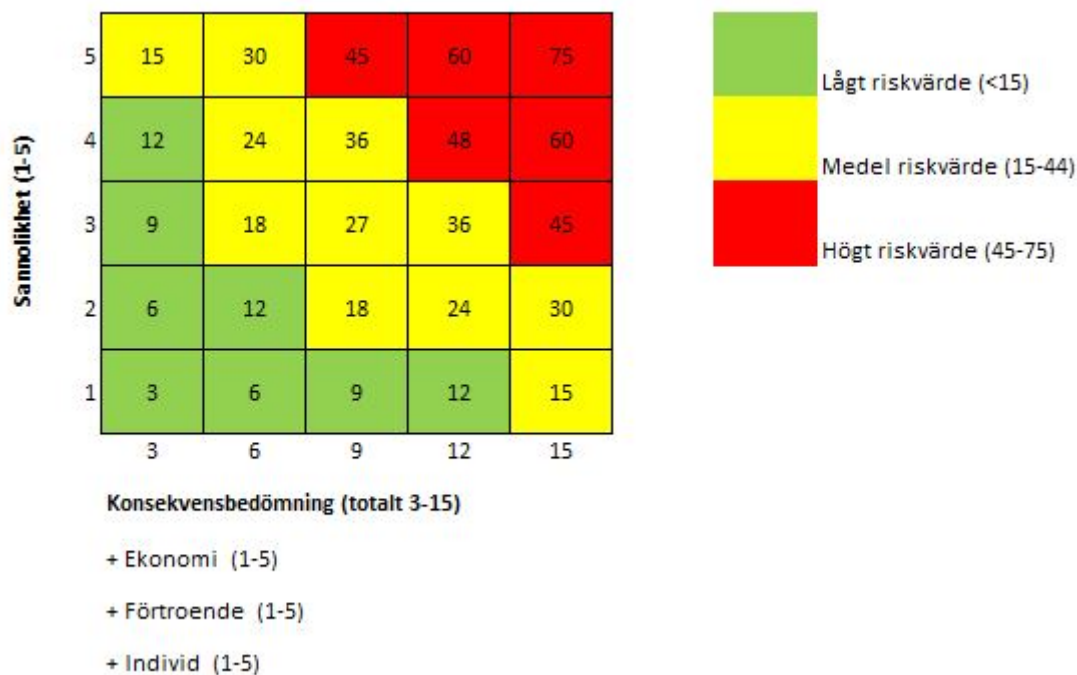 5 15 30 45 60 75
4 12 24 36 48 60
3 9 18 27 36 45
2 6 12 18 24 30
1 3 6 9 12 15
3 6 9 12 15
Sannolikhet (1-5)
Konsekvensbedömning (totalt 3-15)
+ Ekonomi (1-5)
+ Förtroende (1-5)
+ Individ (1-5)
Lågt riskvärde (<15)
Medel riskvärde (15-44)
Högt riskvärde (45-75)